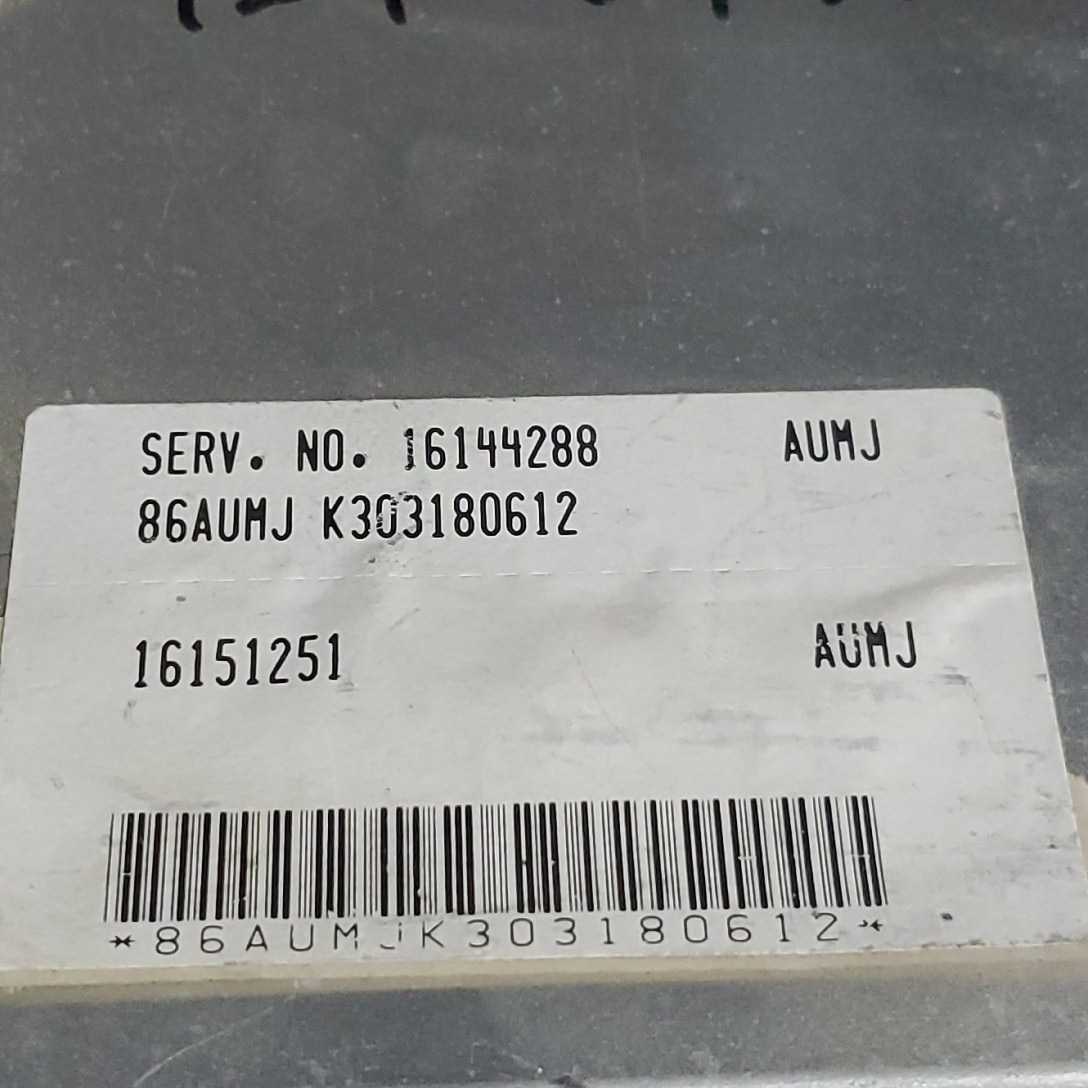 SERV. NO. 16144288 AUMJ
86AUMJ K303180612
16151251 AUMJ
*86AUMJK303180612*